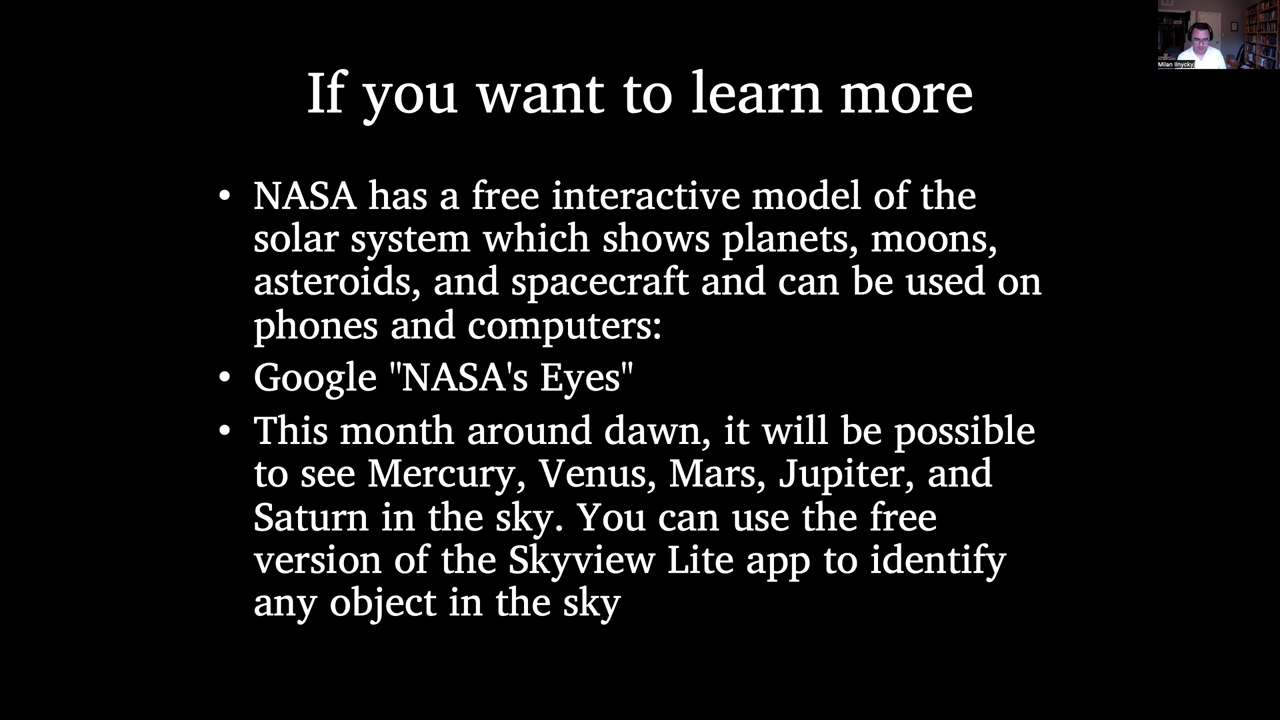 If you want to learn more
• NASA has a free interactive model of the
solar system which shows planets, moons,
asteroids, and spacecraft and can be used on
phones and computers:
• Google "NASA's Eyes"
• This month around dawn, it will be possible
to see Mercury, Venus, Mars, Jupiter, and
Saturn in the sky. You can use the free
version of the Skyview Lite app to identify
any object in the sky
Milan Ilnycky